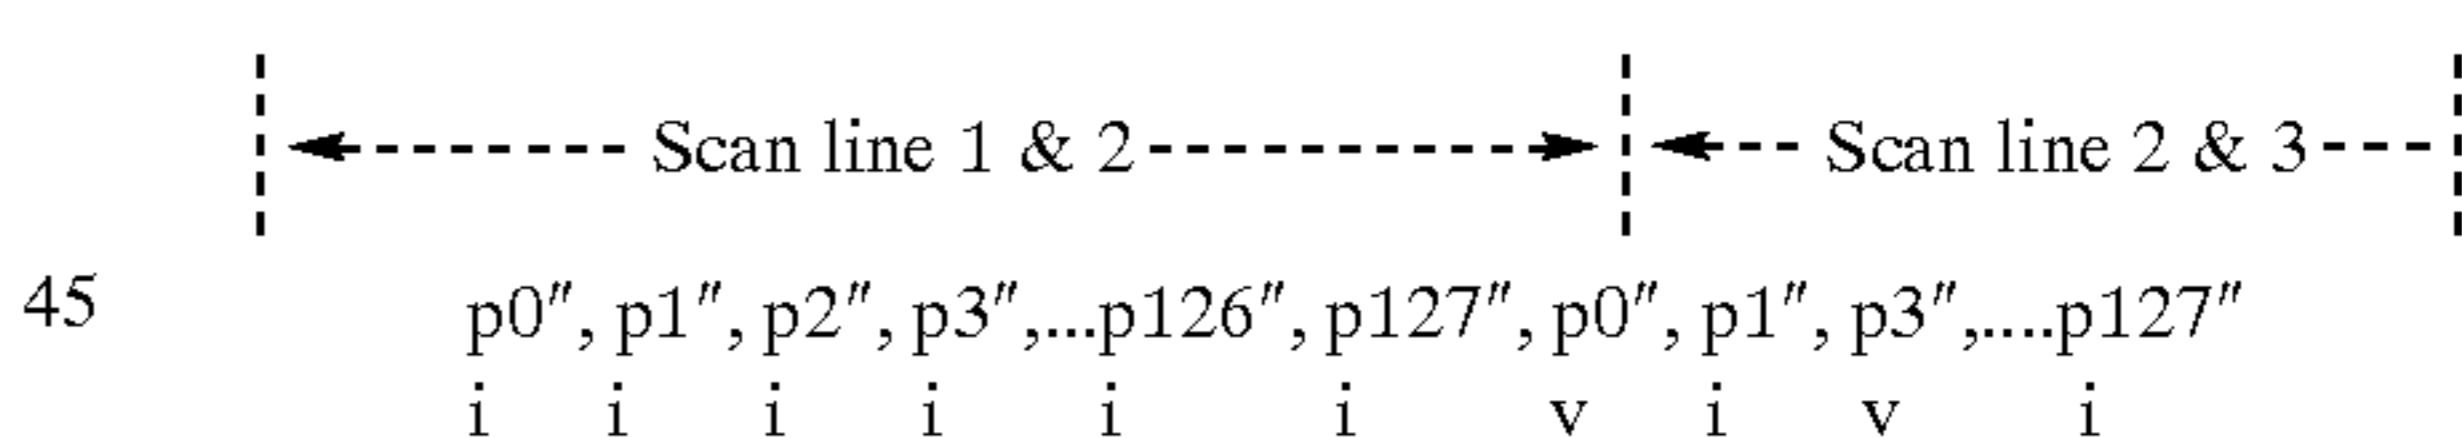 Scan line 1 & 2 Scan line 2 & 3
45 p0″, p1″, p2″, p3″,...p126″, p127″, p0″, p1″, p3″,....p127″
i i i i i i v i v i